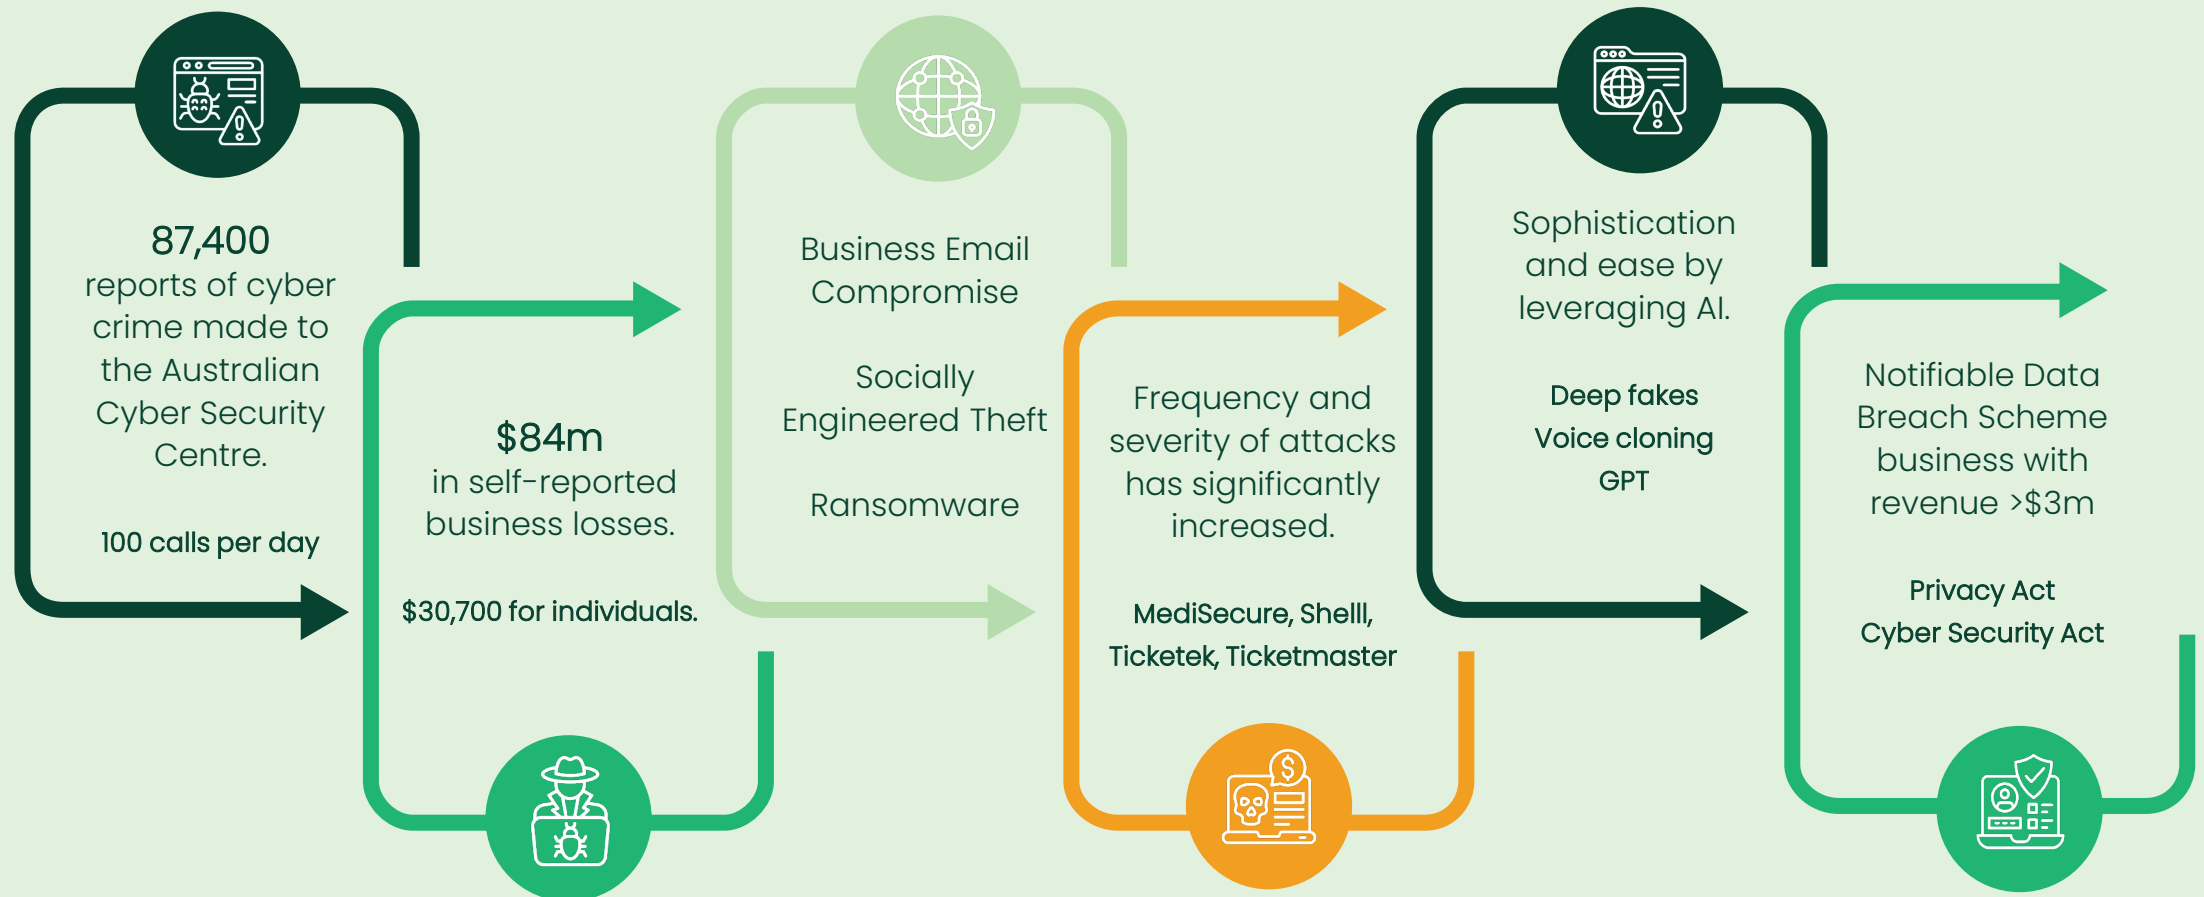 87,400
reports of cyber
crime made to
the Australian
Cyber Security
Centre.
100 calls per day
$84m
in self-reported
business losses.
$30,700 for individuals.
Business Email
Compromise
Socially
Engineered Theft
Ransomware
Frequency and
severity of attacks
has significantly
increased.
MediSecure, Shelll,
Ticketek, Ticketmaster
Sophistication
and ease by
leveraging AI.
Deep fakes
Voice cloning
GPT
Notifiable Data
Breach Scheme
business with
revenue >$3m
Privacy Act
Cyber Security Act